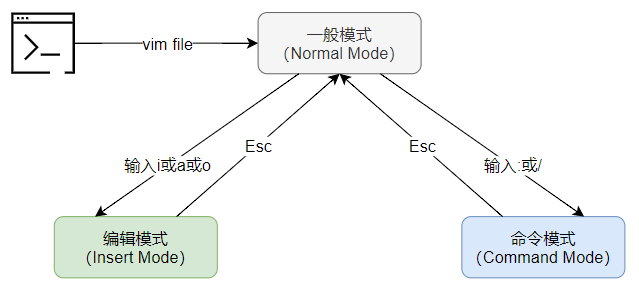 vim file
一般模式
（Normal Mode）
输入i或a或o
Esc
Esc
输入:或/
编辑模式
（Insert Mode）
命令模式
（Command Mode）